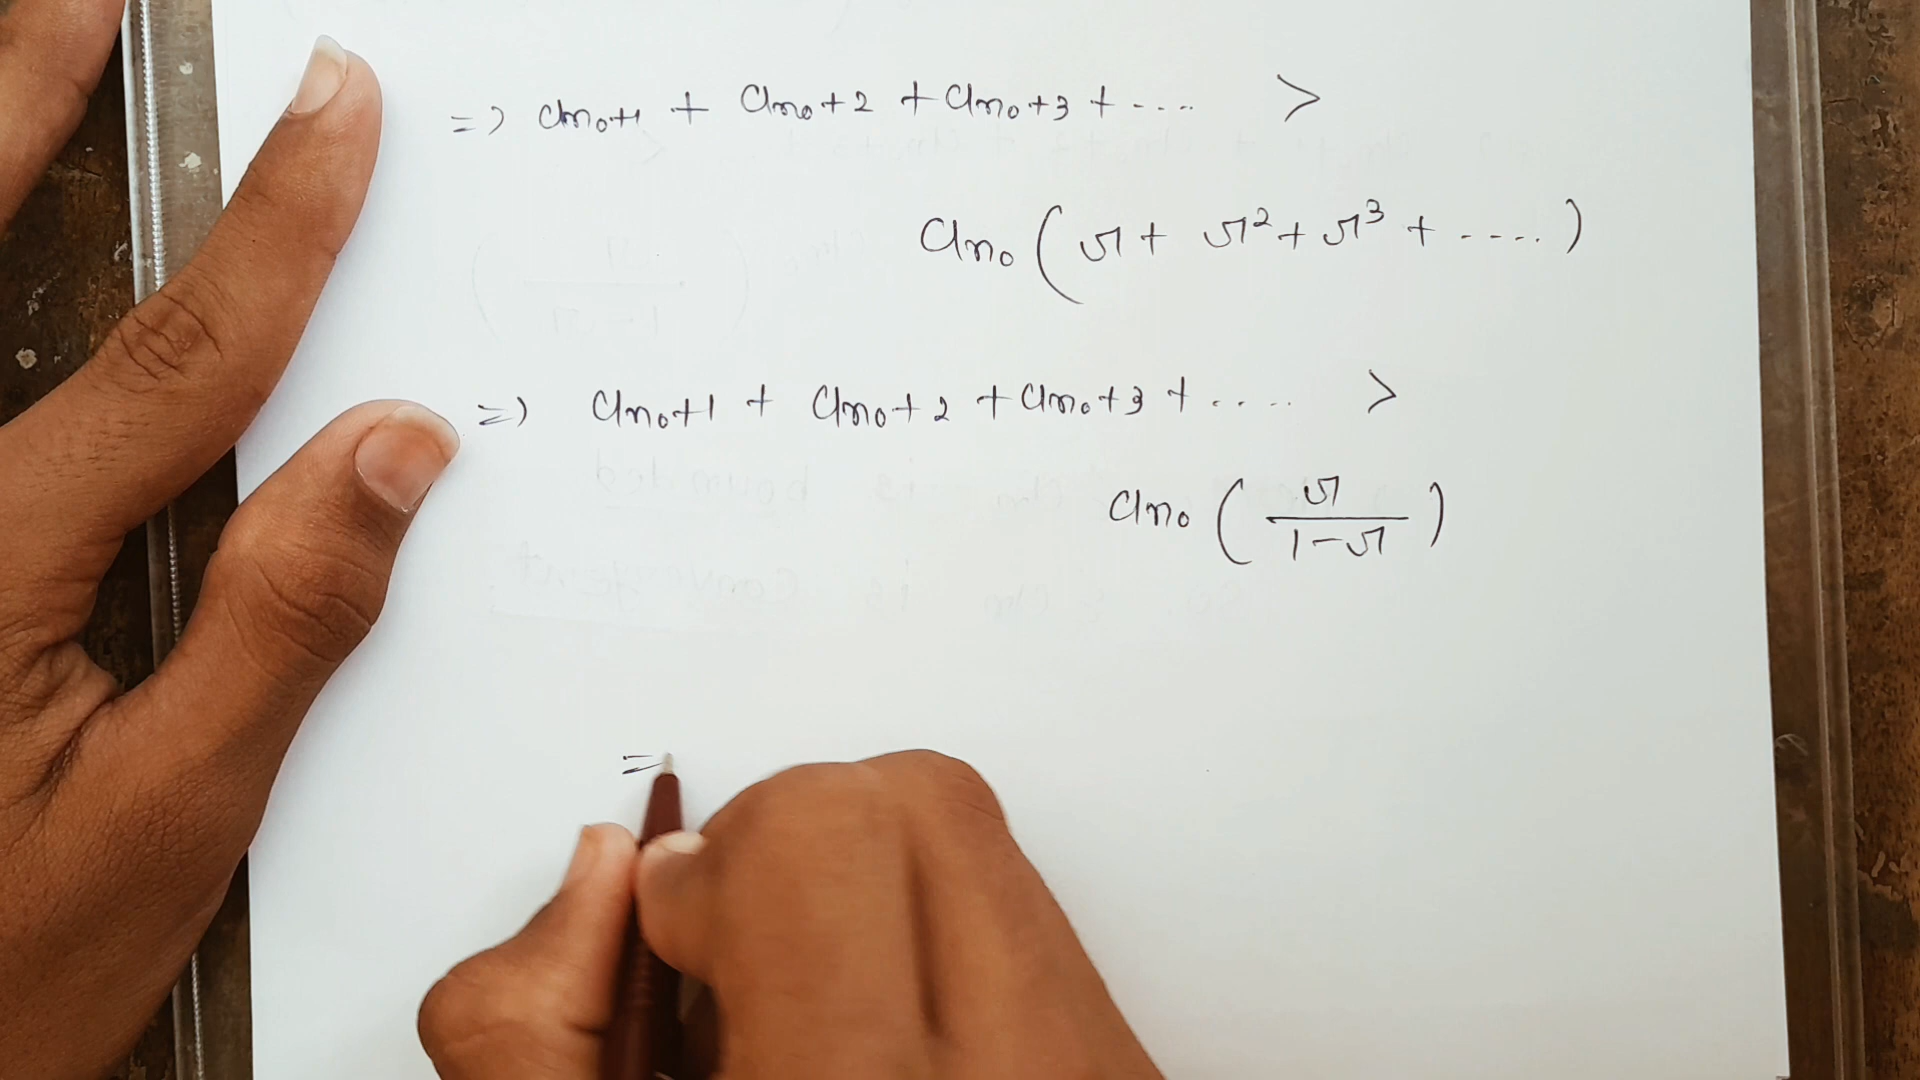 => an₀+1 + an₀+2 + an₀+3 + .... >
an₀ ( r + r² + r³ + ..... )
=> an₀+1 + an₀+2 + an₀+3 + .... >
an₀ ( r / 1-r )
=